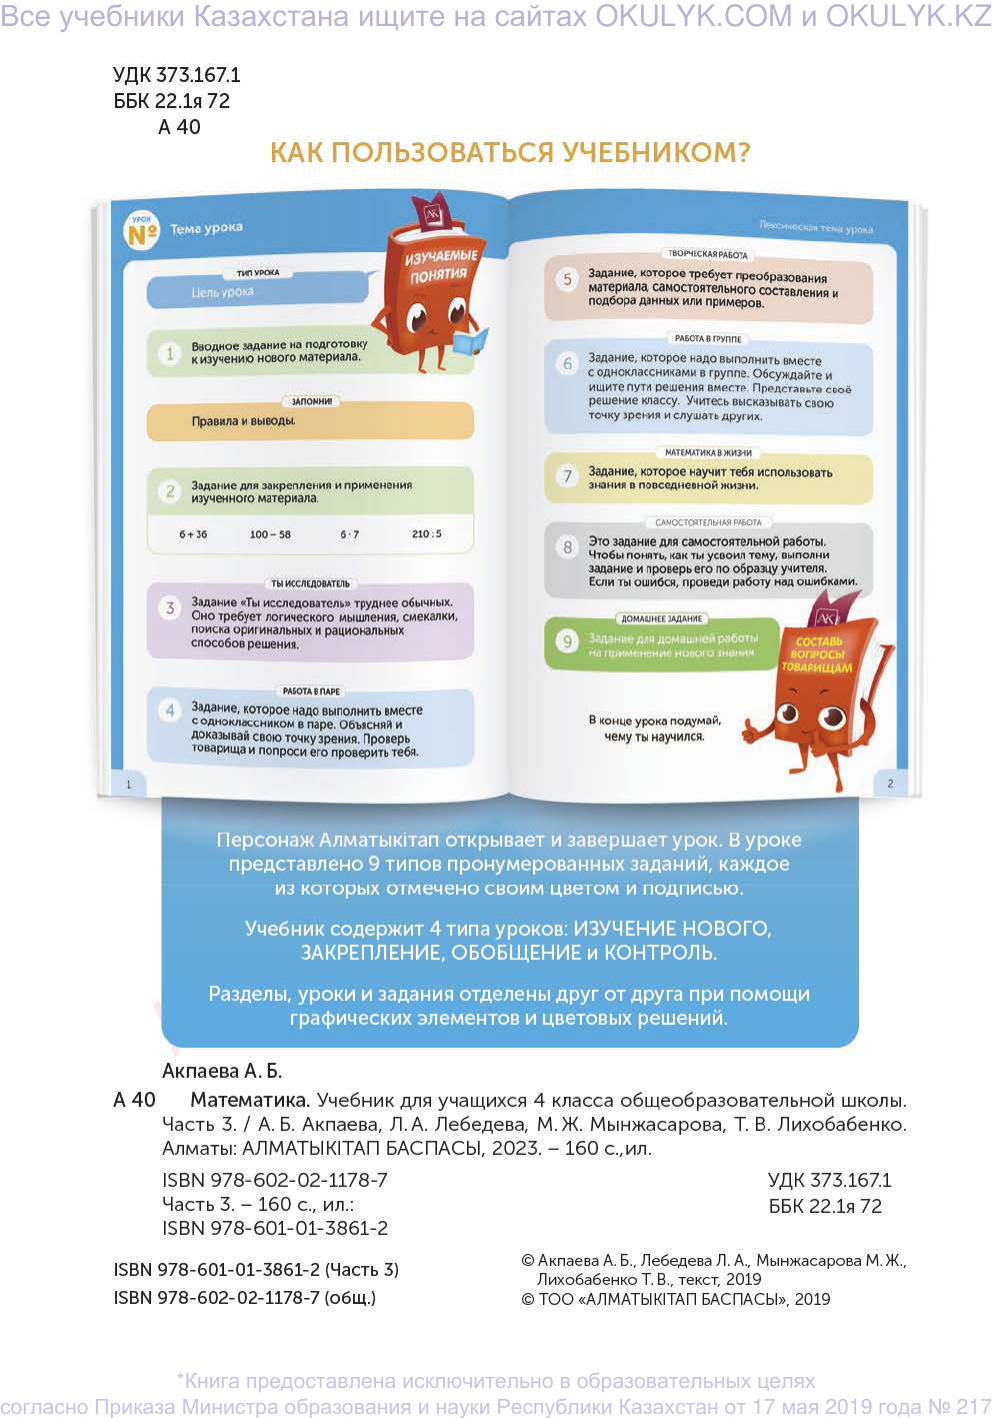 Все учебники Казахстана ищите на сайтах OKULYK.COM и OKULYK.KZ
УДК 373.167.1
ББК 22.1я 72
А 40
КАК ПОЛЬЗОВАТЬСЯ УЧЕБНИКОМ?
УРОК
№
Тема урока
ТИП УРОКА
Цель урока
АК
ИЗУЧАЕМЫЕ
ПОНЯТИЯ
1
Вводное задание на подготовку
к изучению нового материала.
ЗАПОМНИ!
Правила и выводы.
2
Задание для закрепления и применения
изученного материала.
6 + 36 100 – 58 6 · 7 210 : 5
ТЫ ИССЛЕДОВАТЕЛЬ
3
Задание «Ты исследователь» труднее обычных.
Оно требует логического мышления, смекалки,
поиска оригинальных и рациональных
способов решения.
РАБОТА В ПАРЕ
4
Задание, которое надо выполнить вместе
с одноклассником в паре. Объясняй и
доказывай свою точку зрения. Проверь
товарища и попроси его проверить тебя.
1
Лексическая тема урока
ТВОРЧЕСКАЯ РАБОТА
5
Задание, которое требует преобразования
материала, самостоятельного составления и
подбора данных или примеров.
РАБОТА В ГРУППЕ
6
Задание, которое надо выполнить вместе
с одноклассниками в группе. Обсуждайте и
ищите пути решения вместе. Представьте своё
решение классу. Учитесь высказывать свою
точку зрения и слушать других.
МАТЕМАТИКА В ЖИЗНИ
7
Задание, которое научит тебя использовать
знания в повседневной жизни.
САМОСТОЯТЕЛЬНАЯ РАБОТА
8
Это задание для самостоятельной работы.
Чтобы понять, как ты усвоил тему, выполни
задание и проверь его по образцу учителя.
Если ты ошибся, проведи работу над ошибками.
ДОМАШНЕЕ ЗАДАНИЕ
9
Задание для домашней работы
на применение нового знания.
АК
СОСТАВЬ
ВОПРОСЫ
ТОВАРИЩАМ
В конце урока подумай,
чему ты научился.
2
Персонаж Алматыкітап открывает и завершает урок. В уроке
представлено 9 типов пронумерованных заданий, каждое
из которых отмечено своим цветом и подписью.
Учебник содержит 4 типа уроков: ИЗУЧЕНИЕ НОВОГО,
ЗАКРЕПЛЕНИЕ, ОБОБЩЕНИЕ и КОНТРОЛЬ.
Разделы, уроки и задания отделены друг от друга при помощи
графических элементов и цветовых решений.
Акпаева А. Б.
А 40 Математика. Учебник для учащихся 4 класса общеобразовательной школы.
Часть 3. / А. Б. Акпаева, Л. А. Лебедева, М. Ж. Мынжасарова, Т. В. Лихобабенко.
Алматы: АЛМАТЫКІТАП БАСПАСЫ, 2023. – 160 с.,ил.
ISBN 978-602-02-1178-7
Часть 3. – 160 с., ил.:
ISBN 978-601-01-3861-2
УДК 373.167.1
ББК 22.1я 72
ISBN 978-601-01-3861-2 (Часть 3)
ISBN 978-602-02-1178-7 (общ.)
© Акпаева А. Б., Лебедева Л. А., Мынжасарова М. Ж.,
Лихобабенко Т. В., текст, 2019
© ТОО «АЛМАТЫКІТАП БАСПАСЫ», 2019
*Книга предоставлена исключительно в образовательных целях
согласно Приказа Министра образования и науки Республики Казахстан от 17 мая 2019 года № 217